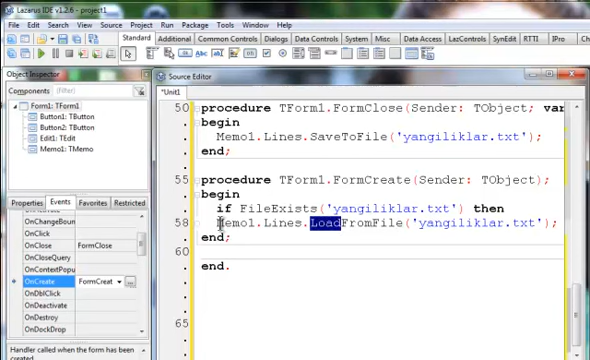 Lazarus IDE v1.2.6 - project1
File Edit Search View Source Project Run Package Tools Window Help
Standard Additional Common Controls Dialogs Data Controls Data Access System LazControls SynEdit RTTI IPro
Object Inspector
Components (filter)
Form1: TForm1
Button1: TButton
Button2: TButton
Edit1: TEdit
Memo1: TMemo
Properties Events Favorites Restricted
OnChangeBoun
OnClick
OnClose FormClose
OnCloseQuery
OnContextPopu
OnCreate FormCreat
OnDblClick
OnDeactivate
OnDestroy
OnDockDrop
Handler called when the form has been
created.
Source Editor
*Unit1
50 procedure TForm1.FormClose(Sender: TObject; var
begin
Memo1.Lines.SaveToFile('yangiliklar.txt');
end;
55 procedure TForm1.FormCreate(Sender: TObject);
begin
if FileExists('yangiliklar.txt') then
58 Memo1.Lines.LoadFromFile('yangiliklar.txt');
end;
60
end.
65